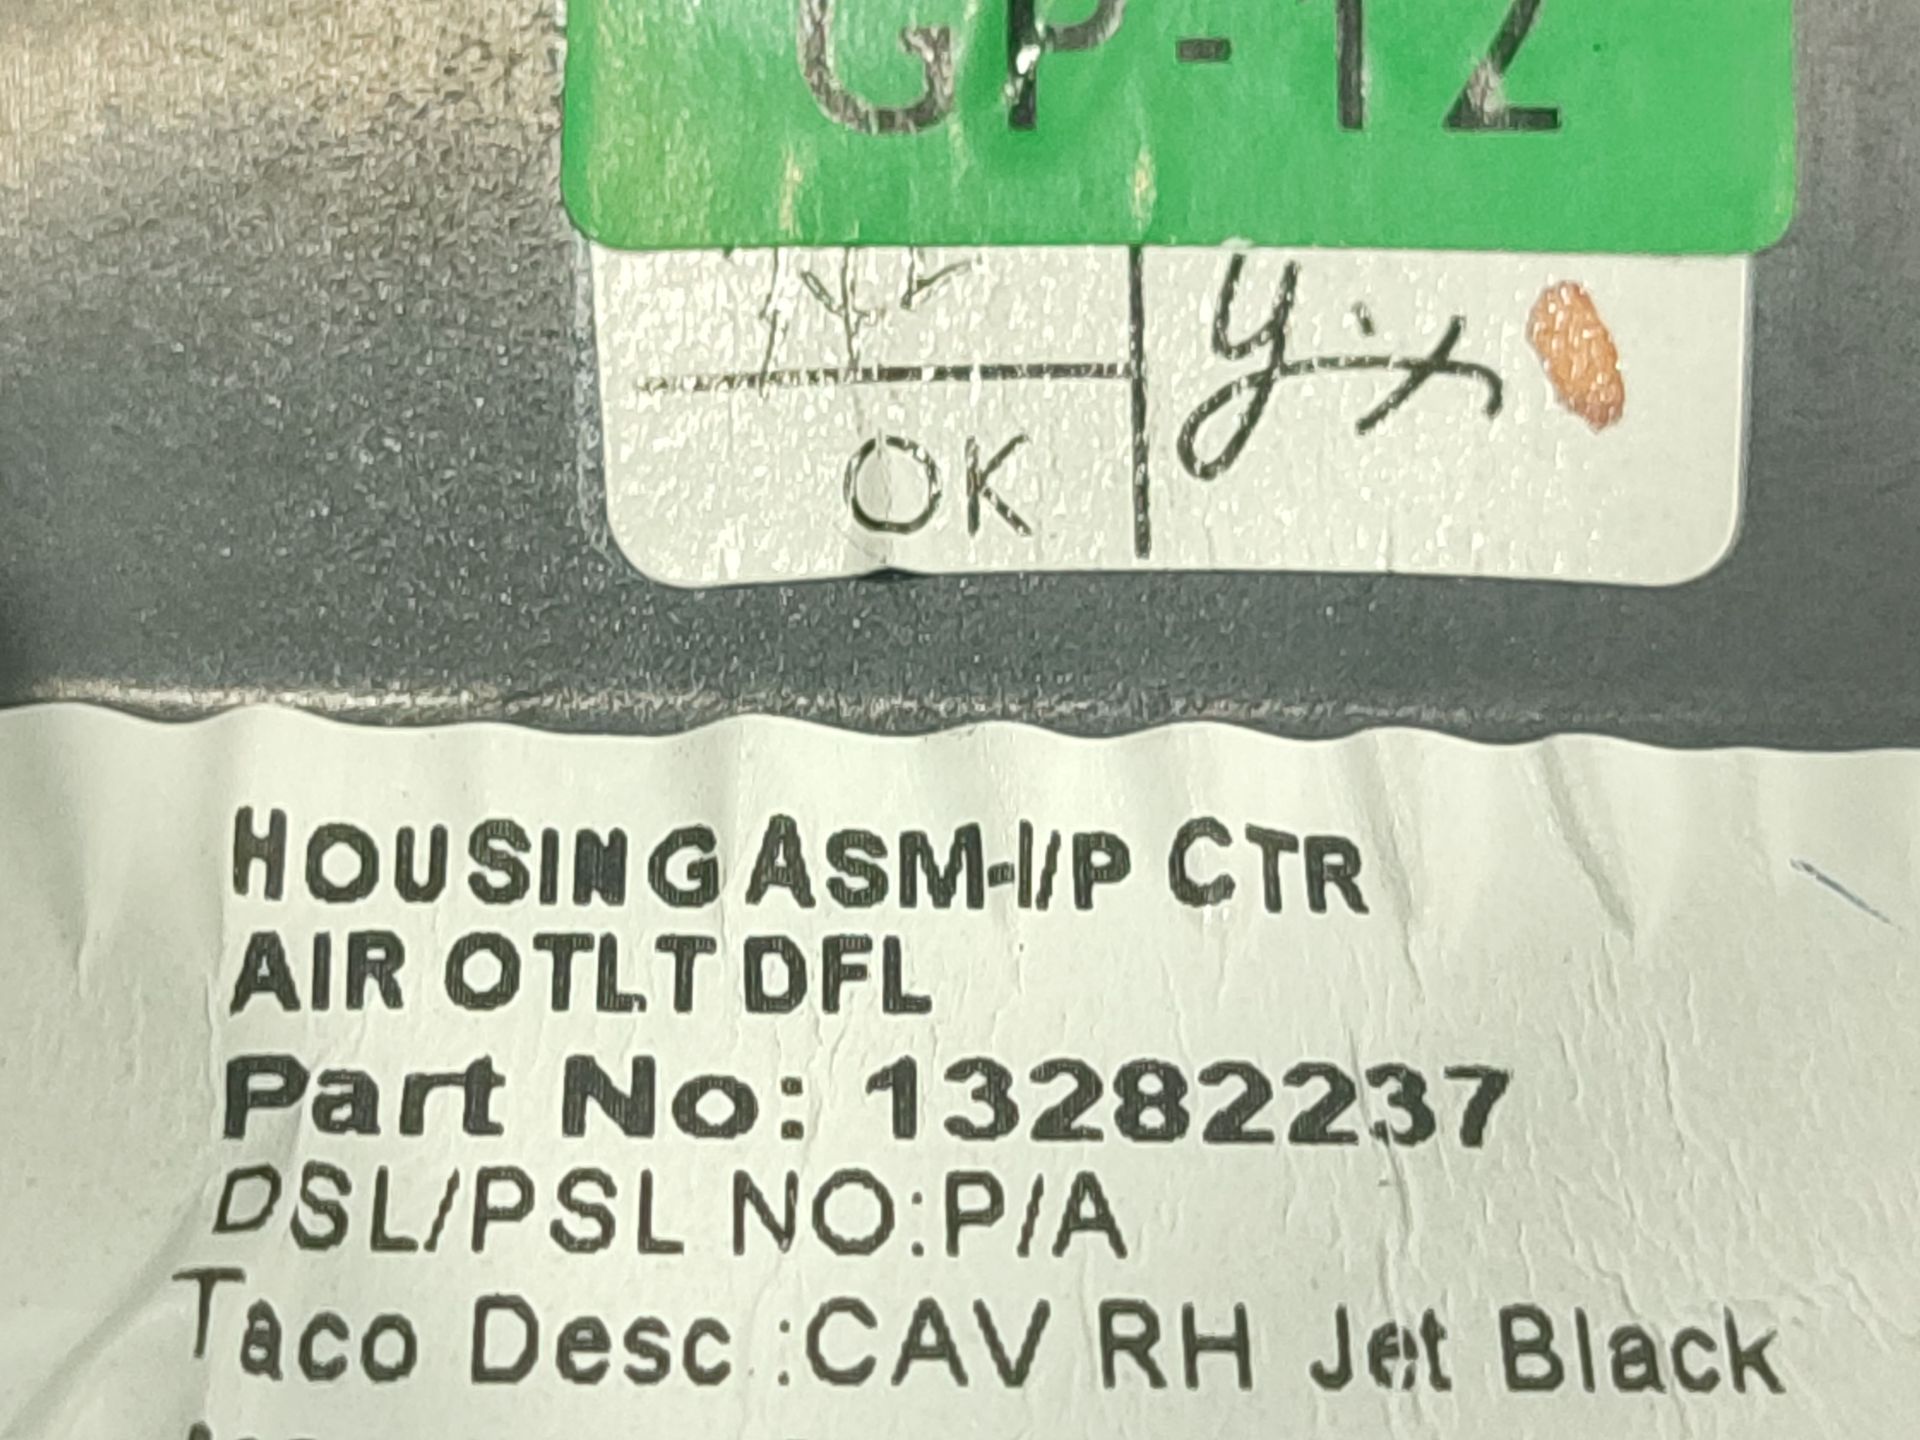 GP-12
OK
HOUSING ASM-I/P CTR
AIR OTLT DFL
Part No: 13282237
DSL/PSL NO:P/A
Taco Desc :CAV RH Jet Black